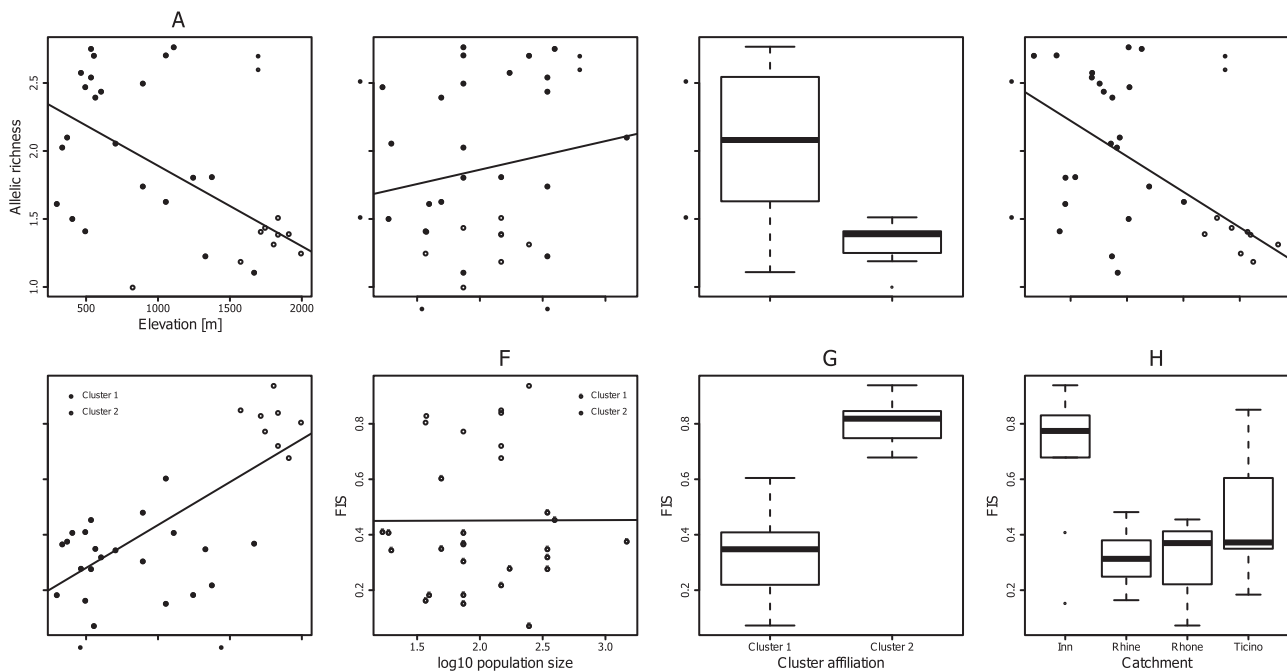 A
Allelic richness
2.5
2.0
1.5
1.0
500 1000 1500 2000
Elevation [m]
Cluster 1
Cluster 2
F
Cluster 1
Cluster 2
FIS
0.8
0.6
0.4
0.2
1.5 2.0 2.5 3.0
log10 population size
G
FIS
0.8
0.6
0.4
0.2
Cluster 1 Cluster 2
Cluster affiliation
H
FIS
0.8
0.6
0.4
0.2
Inn Rhine Rhone Ticino
Catchment